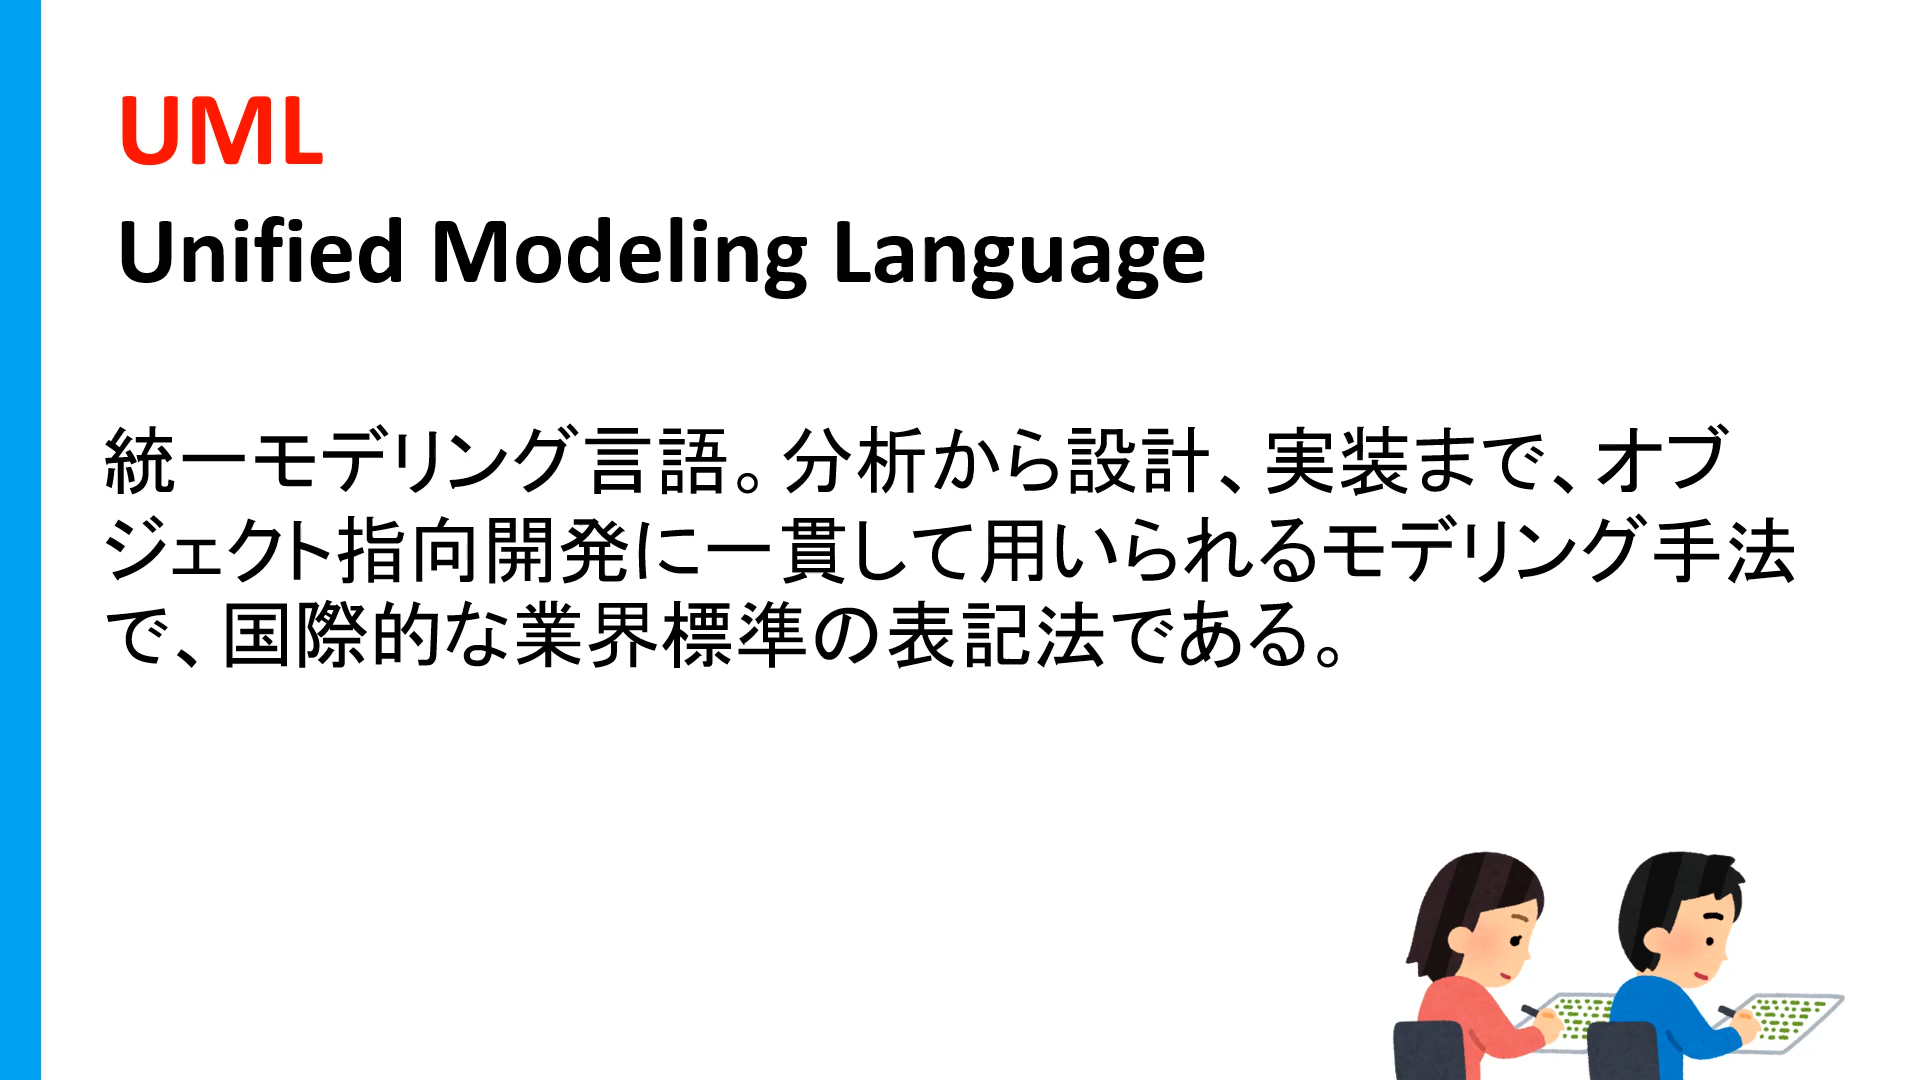 UML
Unified Modeling Language
統一モデリング言語。分析から設計、実装まで、オブ
ジェクト指向開発に一貫して用いられるモデリング手法
で、国際的な業界標準の表記法である。